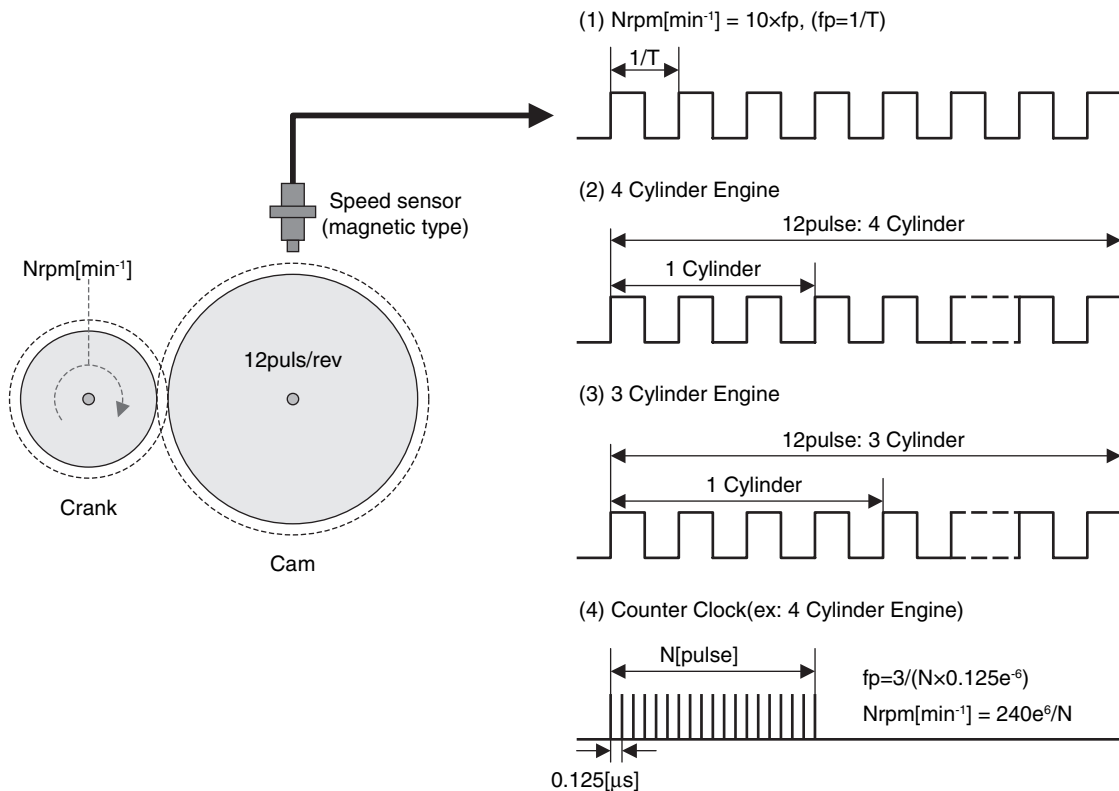 (1) Nrpm[min⁻¹] = 10×fp, (fp=1/T)
1/T
Speed sensor
(magnetic type)
Nrpm[min⁻¹]
12puls/rev
Crank
Cam
(2) 4 Cylinder Engine
12pulse: 4 Cylinder
1 Cylinder
(3) 3 Cylinder Engine
12pulse: 3 Cylinder
1 Cylinder
(4) Counter Clock(ex: 4 Cylinder Engine)
N[pulse]
fp=3/(N×0.125e⁻⁶)
Nrpm[min⁻¹] = 240e⁶/N
0.125[µs]